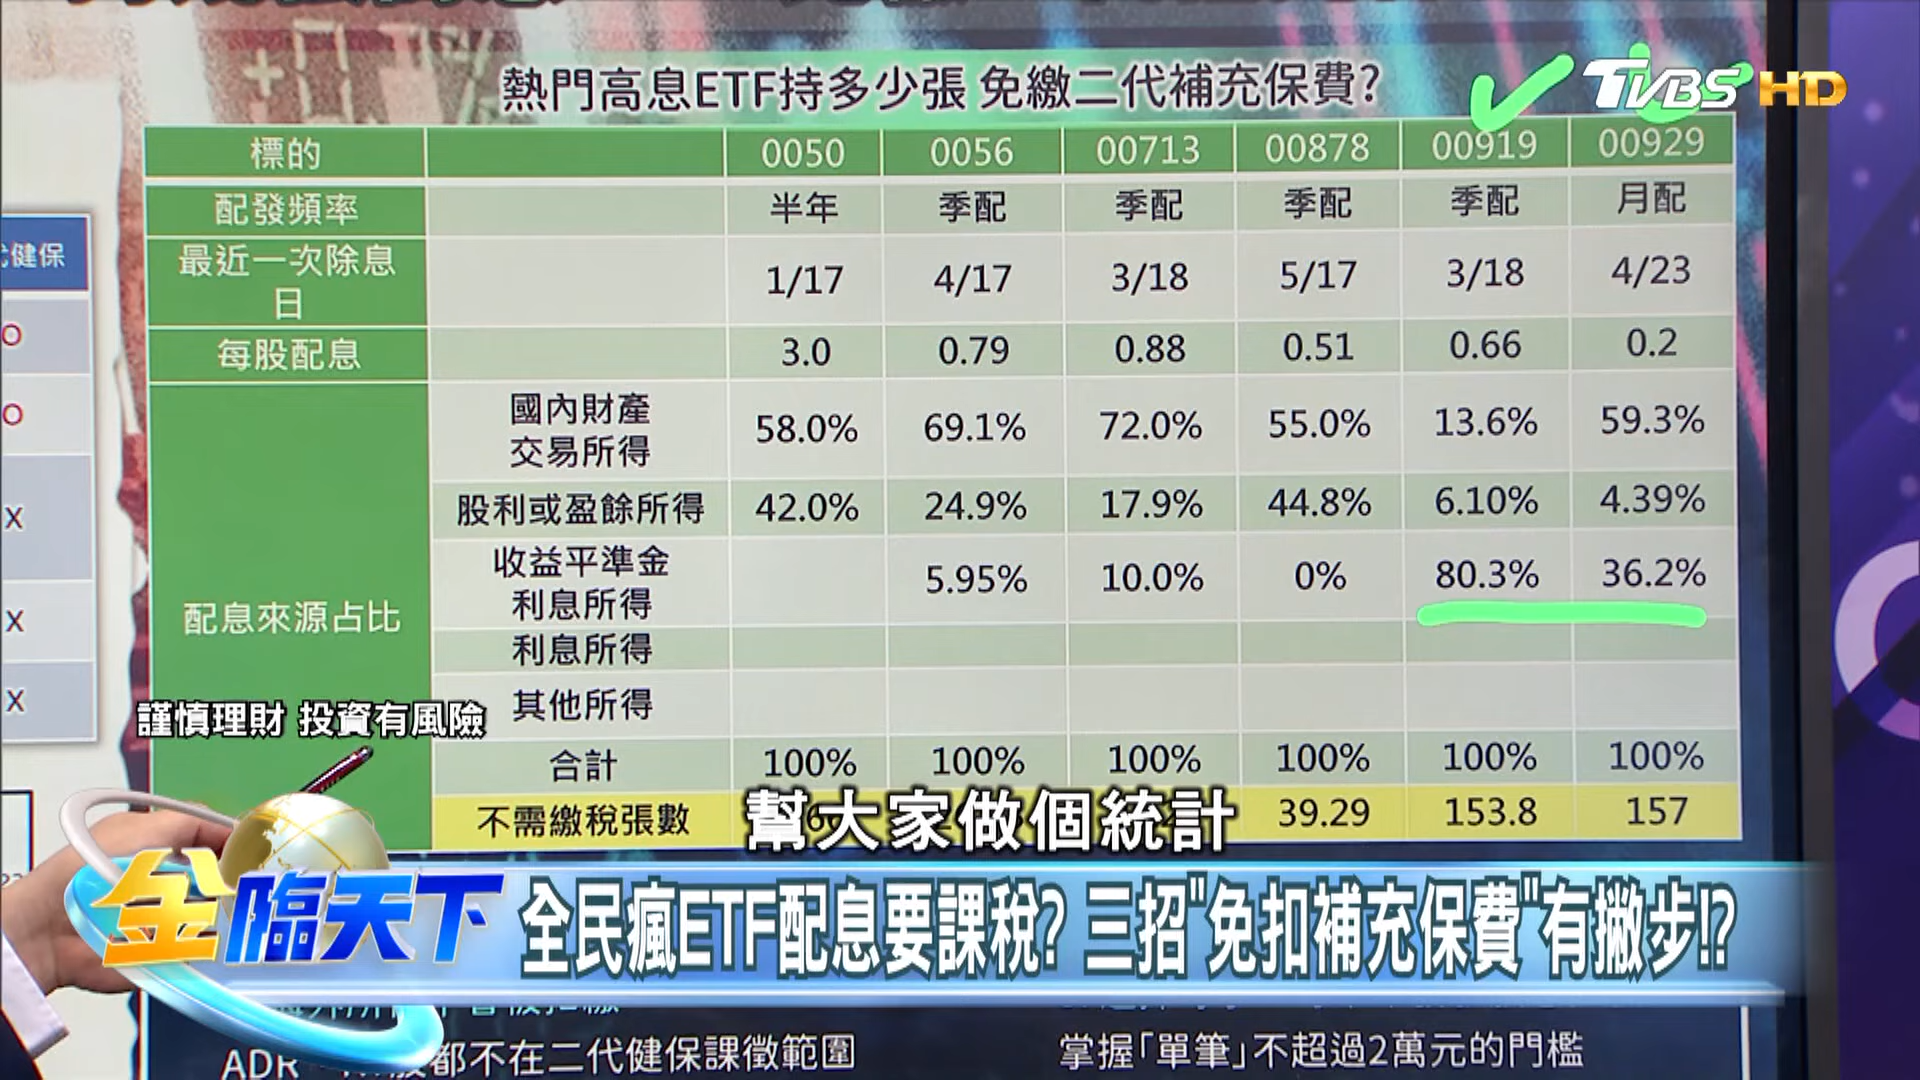 熱門高息ETF持多少張 免繳二代補充保費?
TVBS HD
標的 0050 0056 00713 00878 00919 00929
配發頻率 半年 季配 季配 季配 季配 月配
最近一次除息日 1/17 4/17 3/18 5/17 3/18 4/23
每股配息 3.0 0.79 0.88 0.51 0.66 0.2
配息來源占比
國內財產
交易所得 58.0% 69.1% 72.0% 55.0% 13.6% 59.3%
股利或盈餘所得 42.0% 24.9% 17.9% 44.8% 6.10% 4.39%
收益平準金
利息所得 5.95% 10.0% 0% 80.3% 36.2%
利息所得
其他所得
合計 100% 100% 100% 100% 100% 100%
不需繳稅張數 39.29 153.8 157
代健保
O
O
X
X
X
謹慎理財 投資有風險
幫大家做個統計
金臨天下
全民瘋ETF配息要課稅? 三招"免扣補充保費"有撇步!?
ADR
都不在二代健保課徵範圍
掌握「單筆」不超過2萬元的門檻